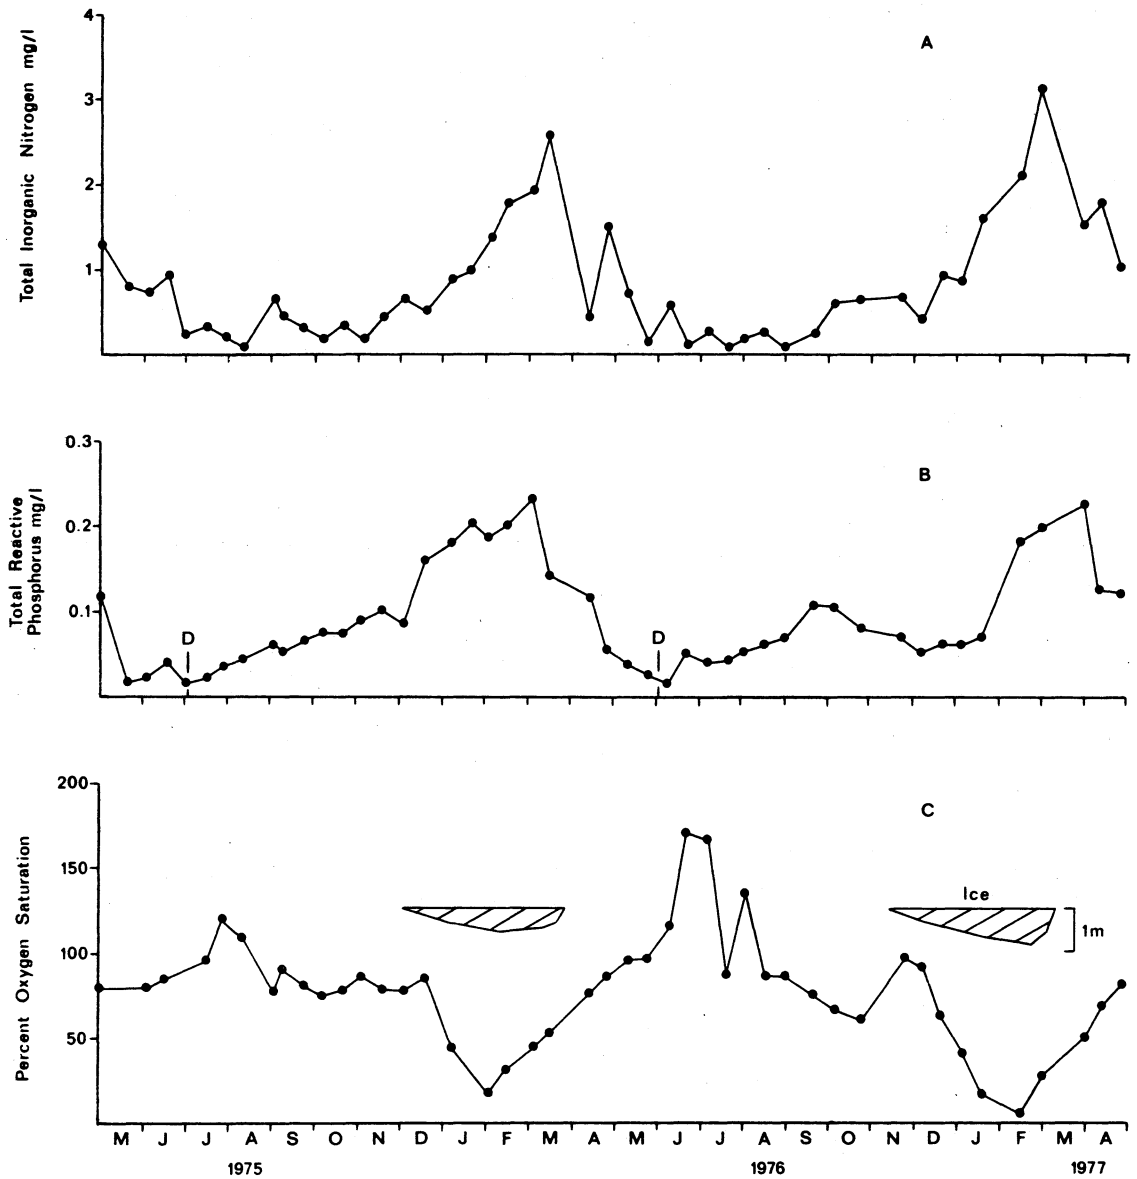 A
Total Inorganic Nitrogen mg/l
4
3
2
1
B
Total Reactive
Phosphorus mg/l
0.3
0.2
0.1
D
D
C
Percent Oxygen Saturation
200
150
100
50
Ice
1m
M J J A S O N D J F M A M J J A S O N D J F M A
1975 1976 1977